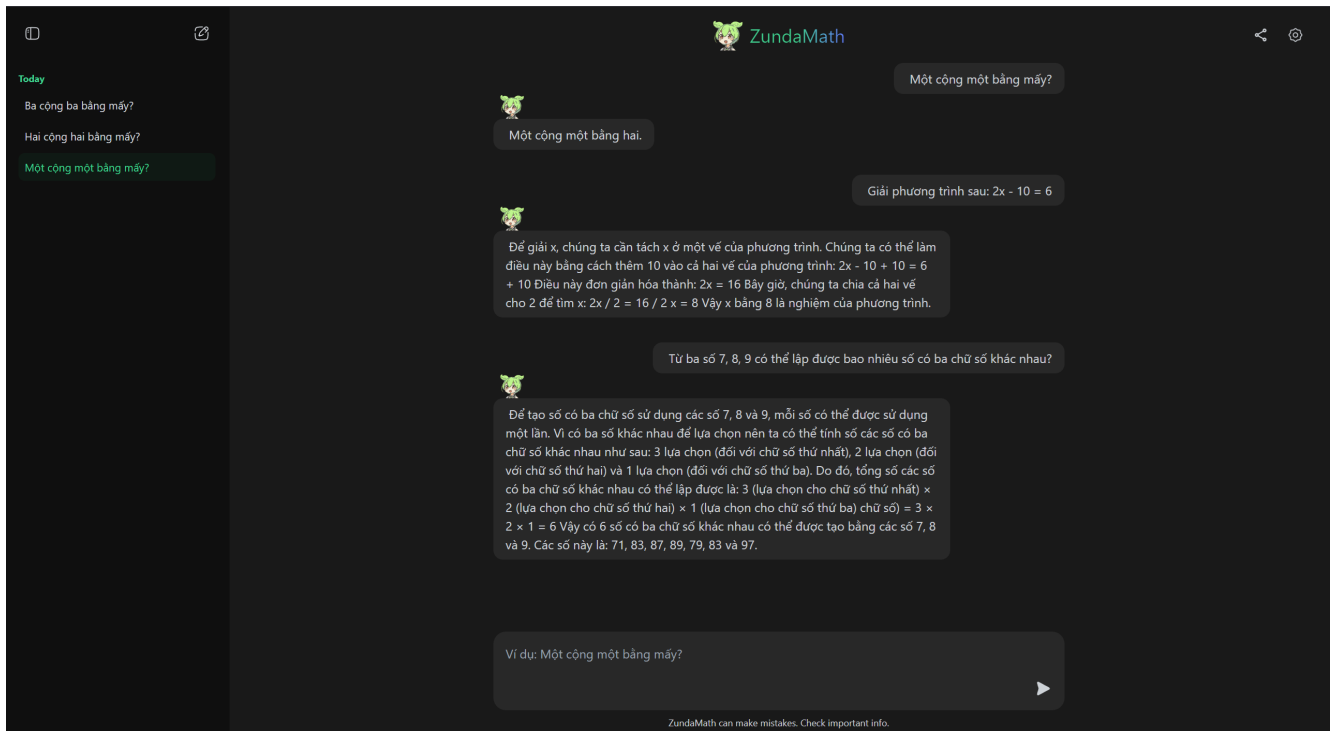 ZundaMath
Today
Ba cộng ba bằng mấy?
Hai cộng hai bằng mấy?
Một cộng một bằng mấy?
Một cộng một bằng mấy?
Một cộng một bằng hai.
Giải phương trình sau: 2x - 10 = 6
Để giải x, chúng ta cần tách x ở một vế của phương trình. Chúng ta có thể làm
điều này bằng cách thêm 10 vào cả hai vế của phương trình: 2x - 10 + 10 = 6
+ 10 Điều này đơn giản hóa thành: 2x = 16 Bây giờ, chúng ta chia cả hai vế
cho 2 để tìm x: 2x / 2 = 16 / 2 x = 8 Vậy x bằng 8 là nghiệm của phương trình.
Từ ba số 7, 8, 9 có thể lập được bao nhiêu số có ba chữ số khác nhau?
Để tạo số có ba chữ số sử dụng các số 7, 8 và 9, mỗi số có thể được sử dụng
một lần. Vì có ba số khác nhau để lựa chọn nên ta có thể tính số các số có ba
chữ số khác nhau như sau: 3 lựa chọn (đối với chữ số thứ nhất), 2 lựa chọn (đối
với chữ số thứ hai) và 1 lựa chọn (đối với chữ số thứ ba). Do đó, tổng số các số
có ba chữ số khác nhau có thể lập được là: 3 (lựa chọn cho chữ số thứ nhất) ×
2 (lựa chọn cho chữ số thứ hai) × 1 (lựa chọn cho chữ số thứ ba) chữ số) = 3 ×
2 × 1 = 6 Vậy có 6 số có ba chữ số khác nhau có thể được tạo bằng các số 7, 8
và 9. Các số này là: 71, 83, 87, 89, 79, 83 và 97.
Ví dụ: Một cộng một bằng mấy?
ZundaMath can make mistakes. Check important info.